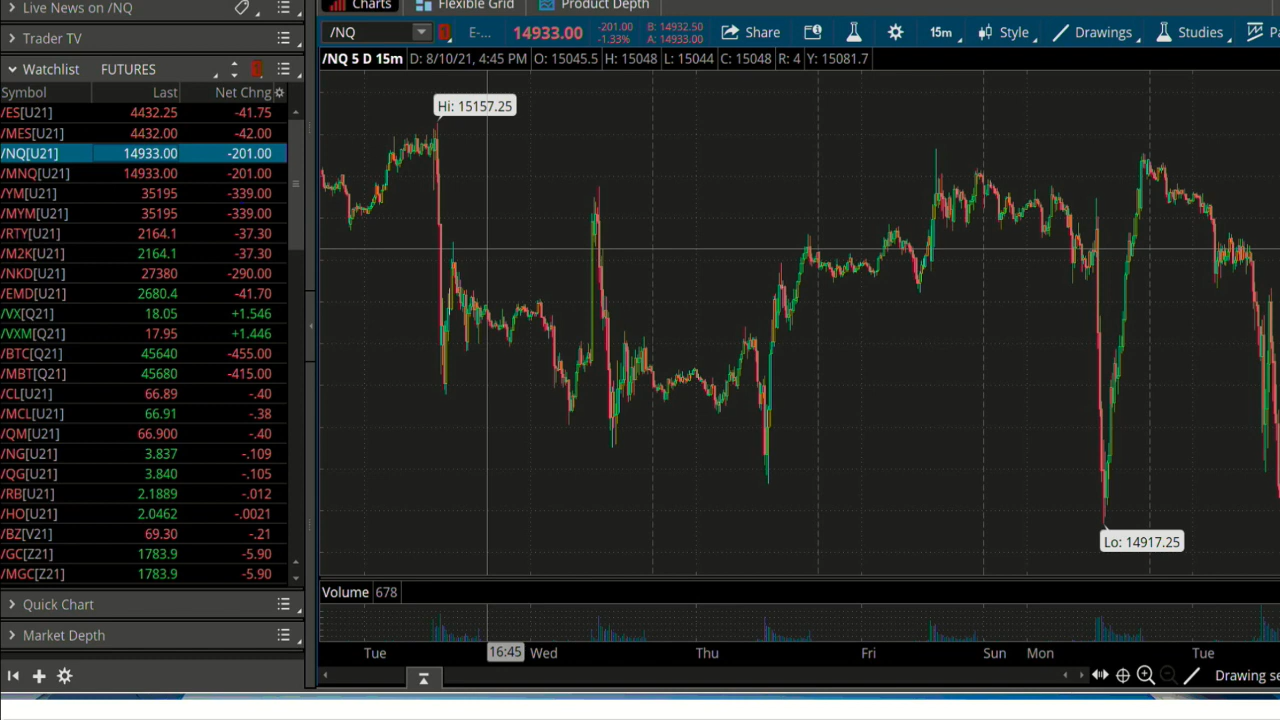 Live News on /NQ
Charts Flexible Grid Product Depth
Trader TV
/NQ E-... 14933.00 -201.00 -1.33% B: 14932.50 A: 14933.00 Share 15m Style Drawings Studies Pa
Watchlist FUTURES
/NQ 5 D 15m D: 8/10/21, 4:45 PM O: 15045.5 H: 15048 L: 15044 C: 15048 R: 4 Y: 15081.7
Symbol Last Net Chng
/ES[U21] 4432.25 -41.75
/MES[U21] 4432.00 -42.00
/NQ[U21] 14933.00 -201.00
/MNQ[U21] 14933.00 -201.00
/YM[U21] 35195 -339.00
/MYM[U21] 35195 -339.00
/RTY[U21] 2164.1 -37.30
/M2K[U21] 2164.1 -37.30
/NKD[U21] 27380 -290.00
/EMD[U21] 2680.4 -41.70
/VX[Q21] 18.05 +1.546
/VXM[Q21] 17.95 +1.446
/BTC[Q21] 45640 -455.00
/MBT[Q21] 45680 -415.00
/CL[U21] 66.89 -.40
/MCL[U21] 66.91 -.38
/QM[U21] 66.900 -.40
/NG[U21] 3.837 -.109
/QG[U21] 3.840 -.105
/RB[U21] 2.1889 -.012
/HO[U21] 2.0462 -.0021
/BZ[V21] 69.30 -.21
/GC[Z21] 1783.9 -5.90
/MGC[Z21] 1783.9 -5.90
Hi: 15157.25
Lo: 14917.25
Quick Chart
Market Depth
Volume 678
Tue 16:45 Wed Thu Fri Sun Mon Tue
Drawing se